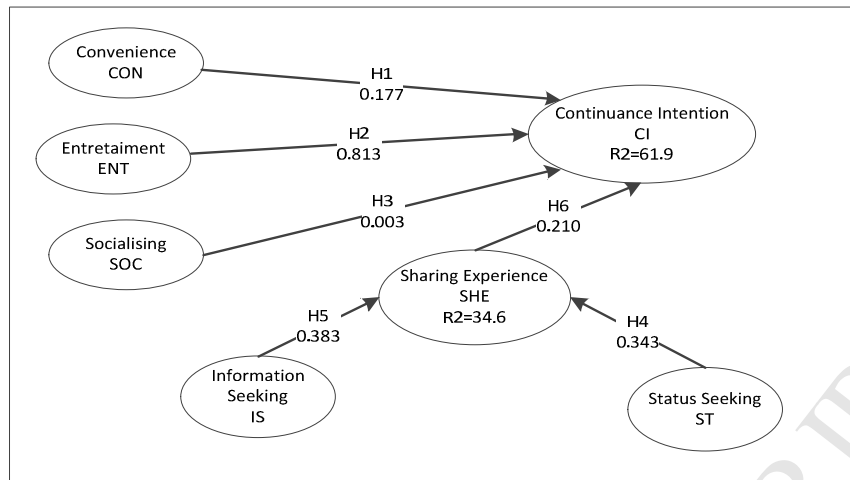 Convenience
CON
H1
0.177
Continuance Intention
CI
R2=61.9
Entretaiment
ENT
H2
0.813
H3
0.003
Socialising
SOC
H6
0.210
Sharing Experience
SHE
R2=34.6
H5
0.383
H4
0.343
Information
Seeking
IS
Status Seeking
ST